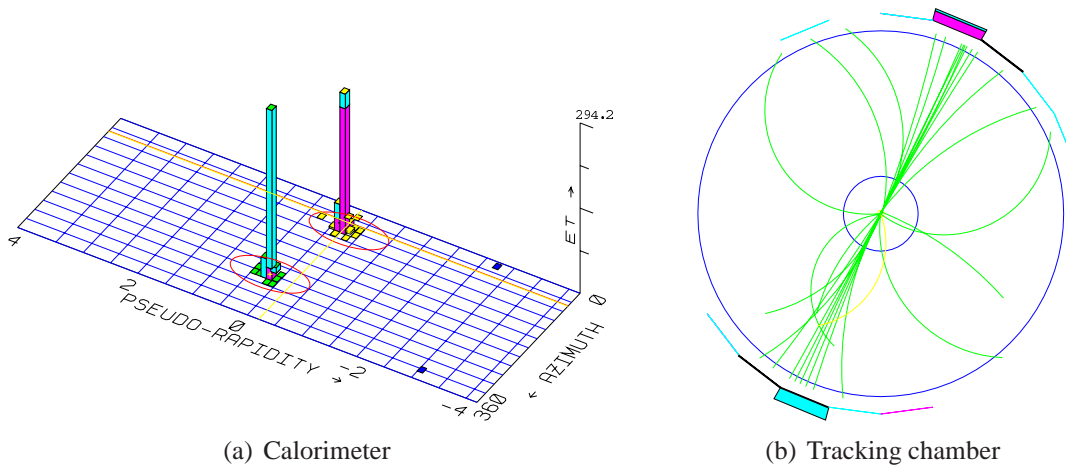 294.2
ET →
4
2
0
-2
-4
PSEUDO-RAPIDITY →
360
← AZIMUTH
0
(a) Calorimeter
(b) Tracking chamber